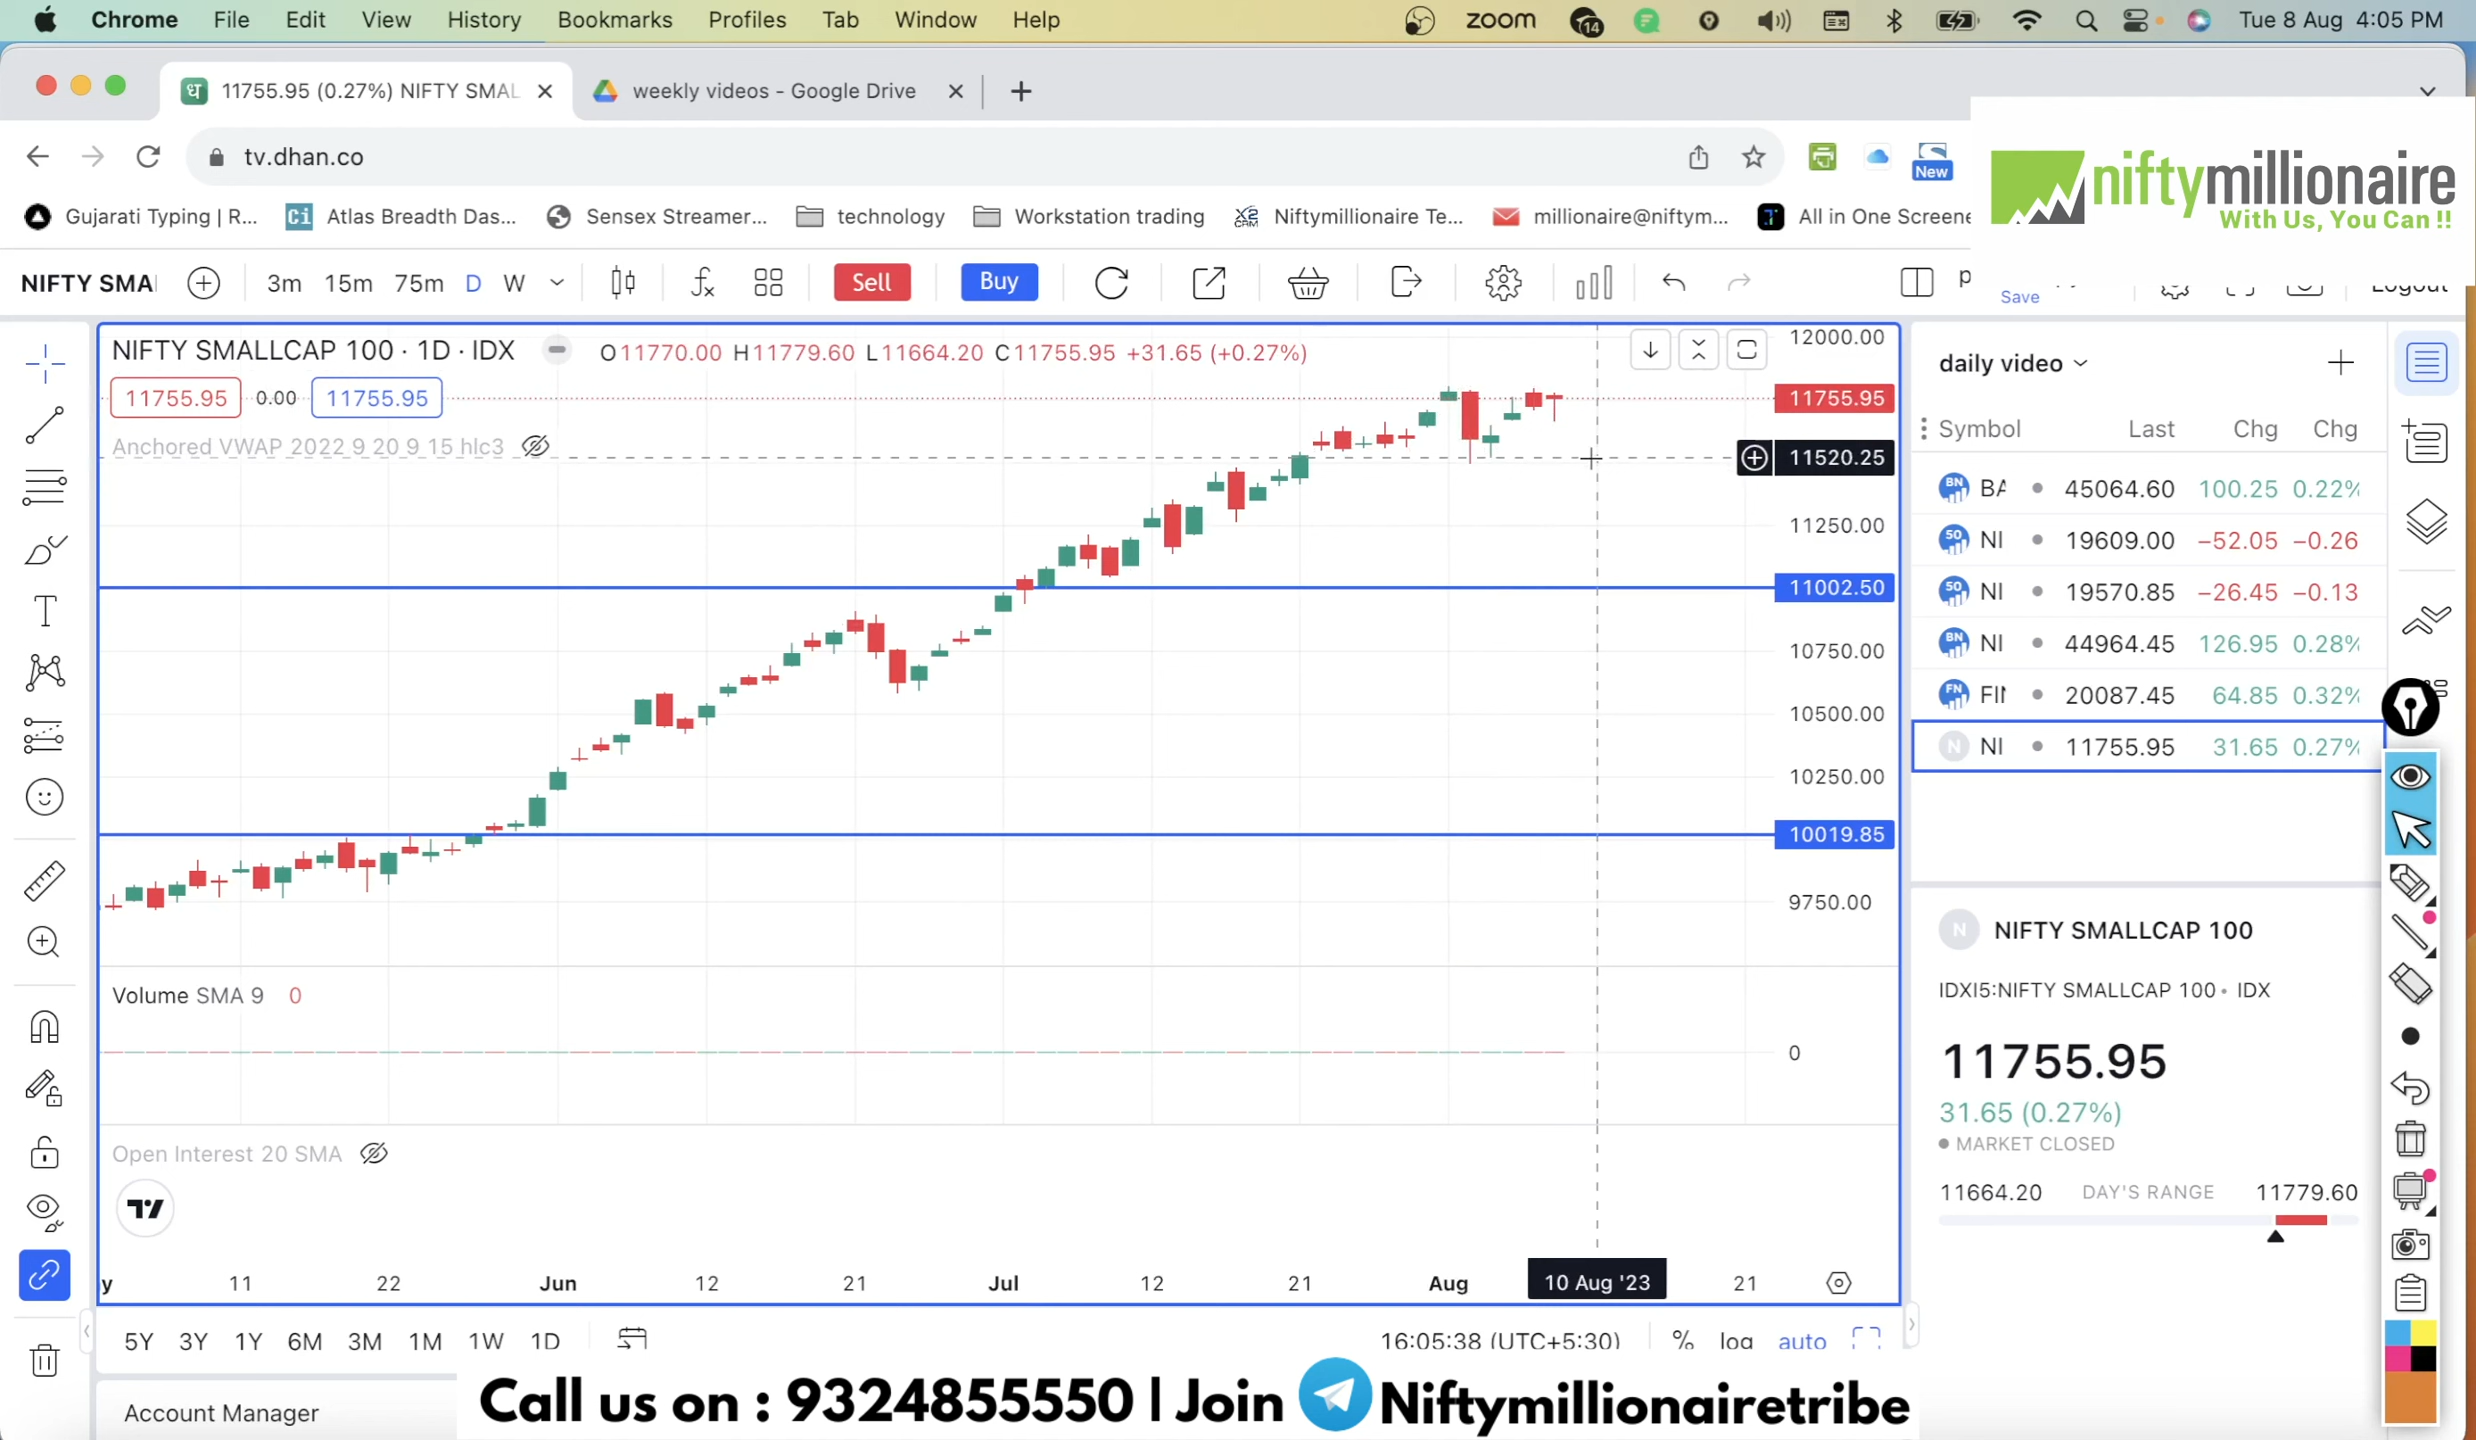 Chrome File Edit View History Bookmarks Profiles Tab Window Help zoom 14 Tue 8 Aug 4:05 PM
ધ 11755.95 (0.27%) NIFTY SMAL weekly videos - Google Drive
tv.dhan.co New
niftymillionaire
With Us, You Can !!
Gujarati Typing | R... Ci Atlas Breadth Das... Sensex Streamer... technology Workstation trading Niftymillionaire Te... millionaire@niftym... All in One Screene
NIFTY SMA 3m 15m 75m D W Sell Buy Save Logout
NIFTY SMALLCAP 100 · 1D · IDX O11770.00 H11779.60 L11664.20 C11755.95 +31.65 (+0.27%)
11755.95 0.00 11755.95
Anchored VWAP 2022 9 20 9 15 hlc3
12000.00
11755.95
11520.25
11250.00
11002.50
10750.00
10500.00
10250.00
10019.85
9750.00
Volume SMA 9 0
0
Open Interest 20 SMA
y 11 22 Jun 12 21 Jul 12 21 Aug 10 Aug '23 21
5Y 3Y 1Y 6M 3M 1M 1W 1D 16:05:38 (UTC+5:30) % log auto
Account Manager
daily video
Symbol Last Chg Chg
BN BA 45064.60 100.25 0.22%
50 NI 19609.00 −52.05 −0.26
50 NI 19570.85 −26.45 −0.13
BN NI 44964.45 126.95 0.28%
FN FIN 20087.45 64.85 0.32%
N NI 11755.95 31.65 0.27%
N NIFTY SMALLCAP 100
IDXI5:NIFTY SMALLCAP 100 • IDX
11755.95
31.65 (0.27%)
MARKET CLOSED
11664.20 DAY'S RANGE 11779.60
Call us on : 9324855550 | Join Niftymillionairetribe